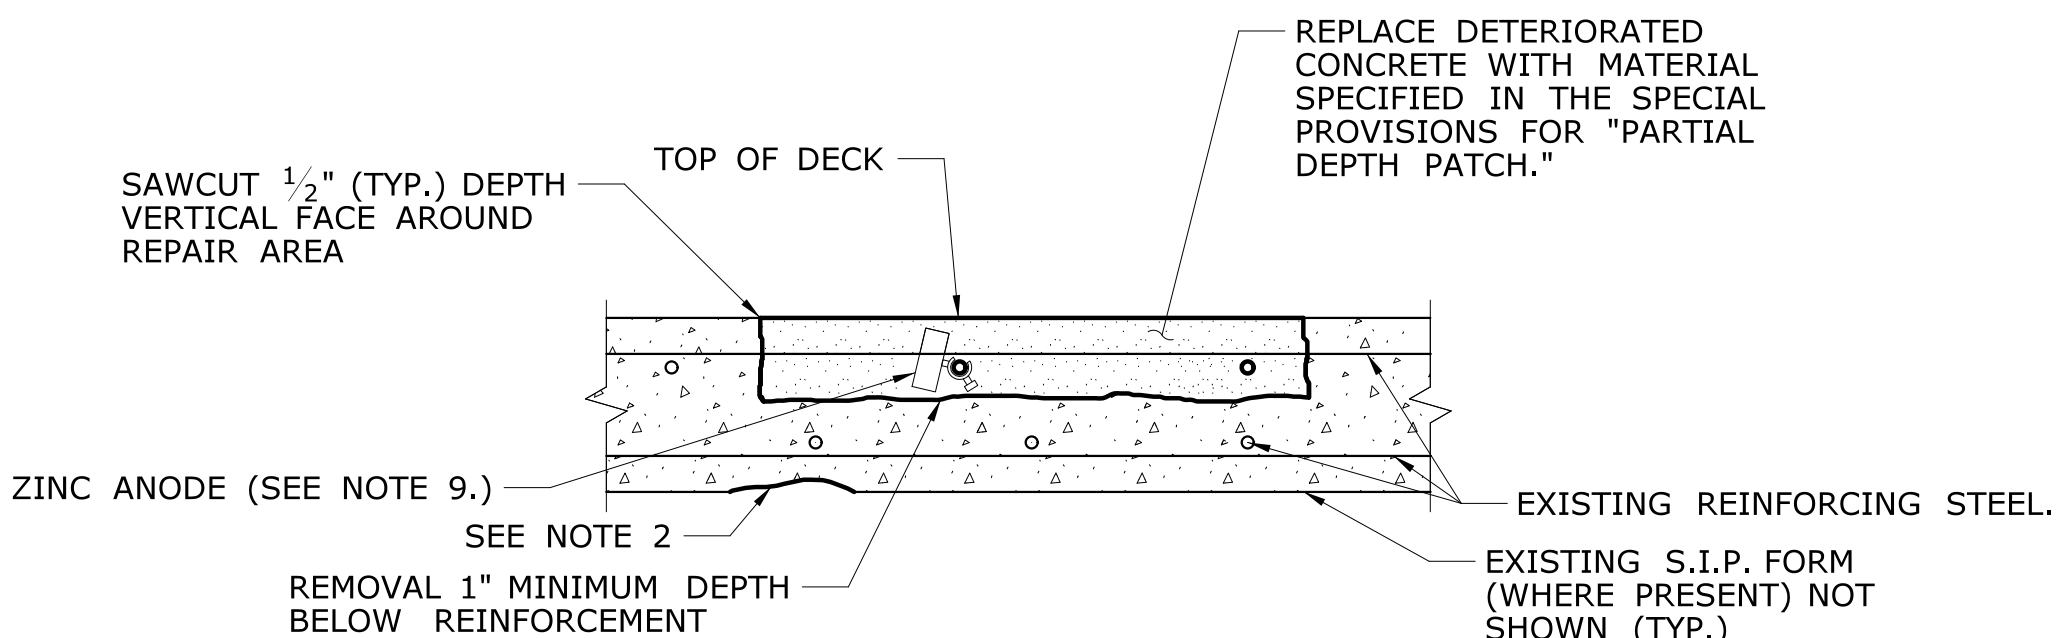 REPLACE DETERIORATED
CONCRETE WITH MATERIAL
SPECIFIED IN THE SPECIAL
PROVISIONS FOR "PARTIAL
DEPTH PATCH."
TOP OF DECK
SAWCUT 1/2" (TYP.) DEPTH
VERTICAL FACE AROUND
REPAIR AREA
ZINC ANODE (SEE NOTE 9.)
SEE NOTE 2
REMOVAL 1" MINIMUM DEPTH
BELOW REINFORCEMENT
EXISTING REINFORCING STEEL.
EXISTING S.I.P. FORM
(WHERE PRESENT) NOT
SHOWN (TYP.)